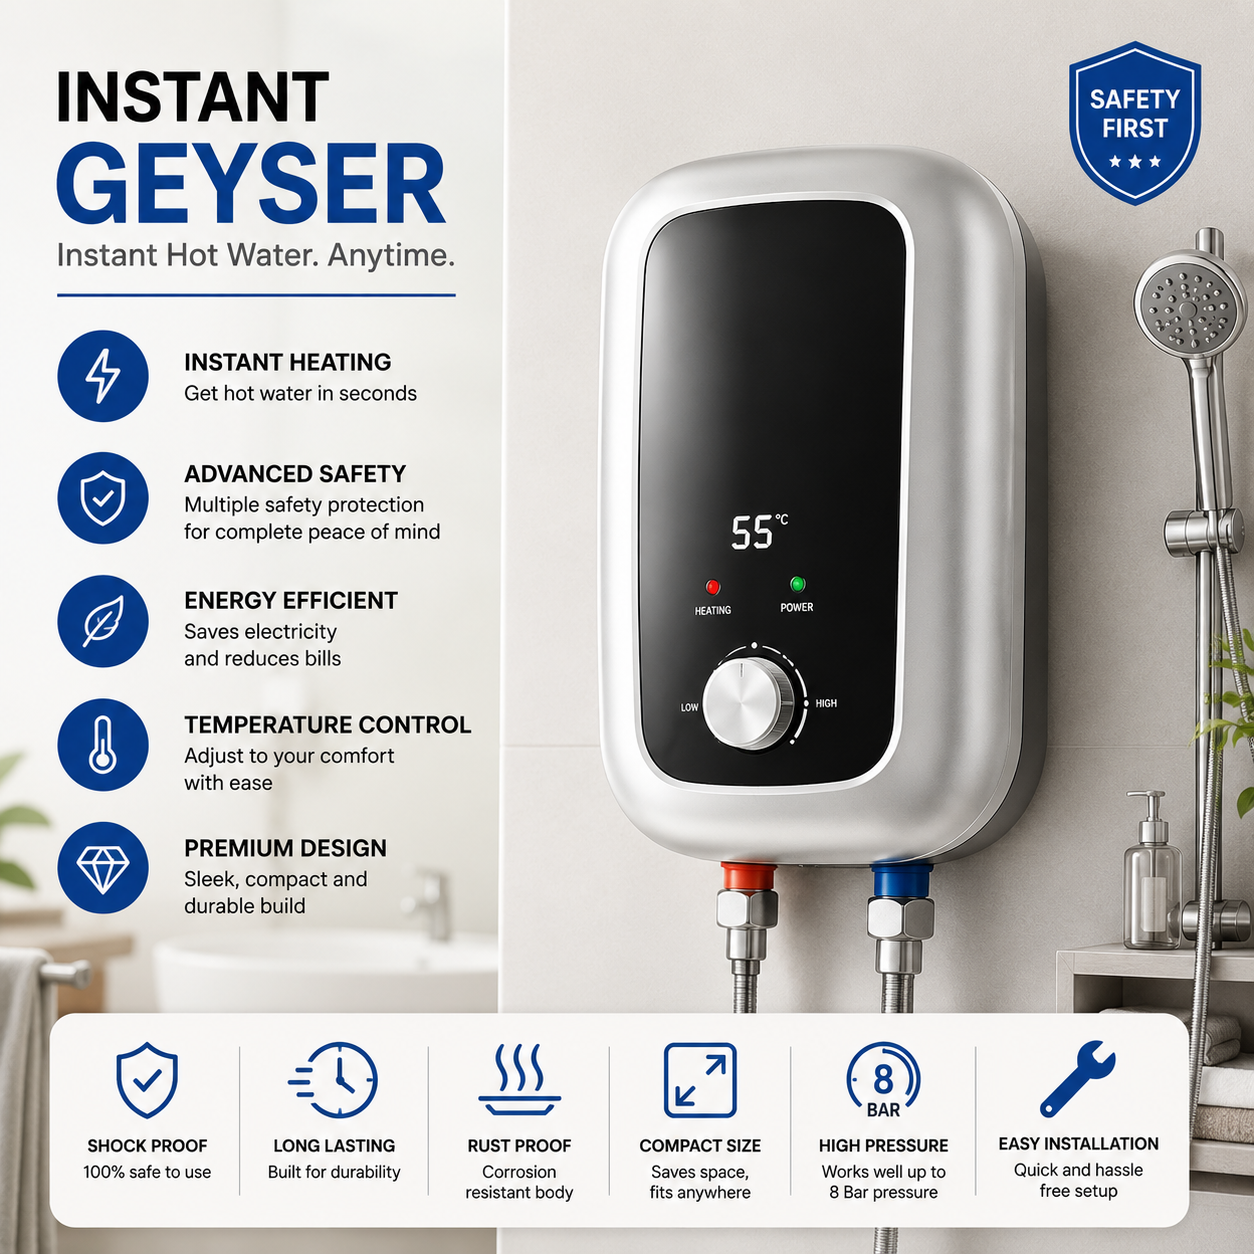 INSTANT
GEYSER
Instant Hot Water. Anytime.
INSTANT HEATING
Get hot water in seconds
ADVANCED SAFETY
Multiple safety protection
for complete peace of mind
ENERGY EFFICIENT
Saves electricity
and reduces bills
TEMPERATURE CONTROL
Adjust to your comfort
with ease
PREMIUM DESIGN
Sleek, compact and
durable build
SAFETY
FIRST
55°C
HEATING
POWER
LOW
HIGH
SHOCK PROOF
100% safe to use
LONG LASTING
Built for durability
RUST PROOF
Corrosion
resistant body
COMPACT SIZE
Saves space,
fits anywhere
8
BAR
HIGH PRESSURE
Works well up to
8 Bar pressure
EASY INSTALLATION
Quick and hassle
free setup